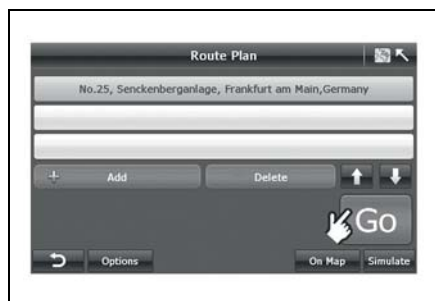 Route Plan
No.25, Senckenberganlage, Frankfurt am Main,Germany
Add Delete
Go
Options On Map Simulate